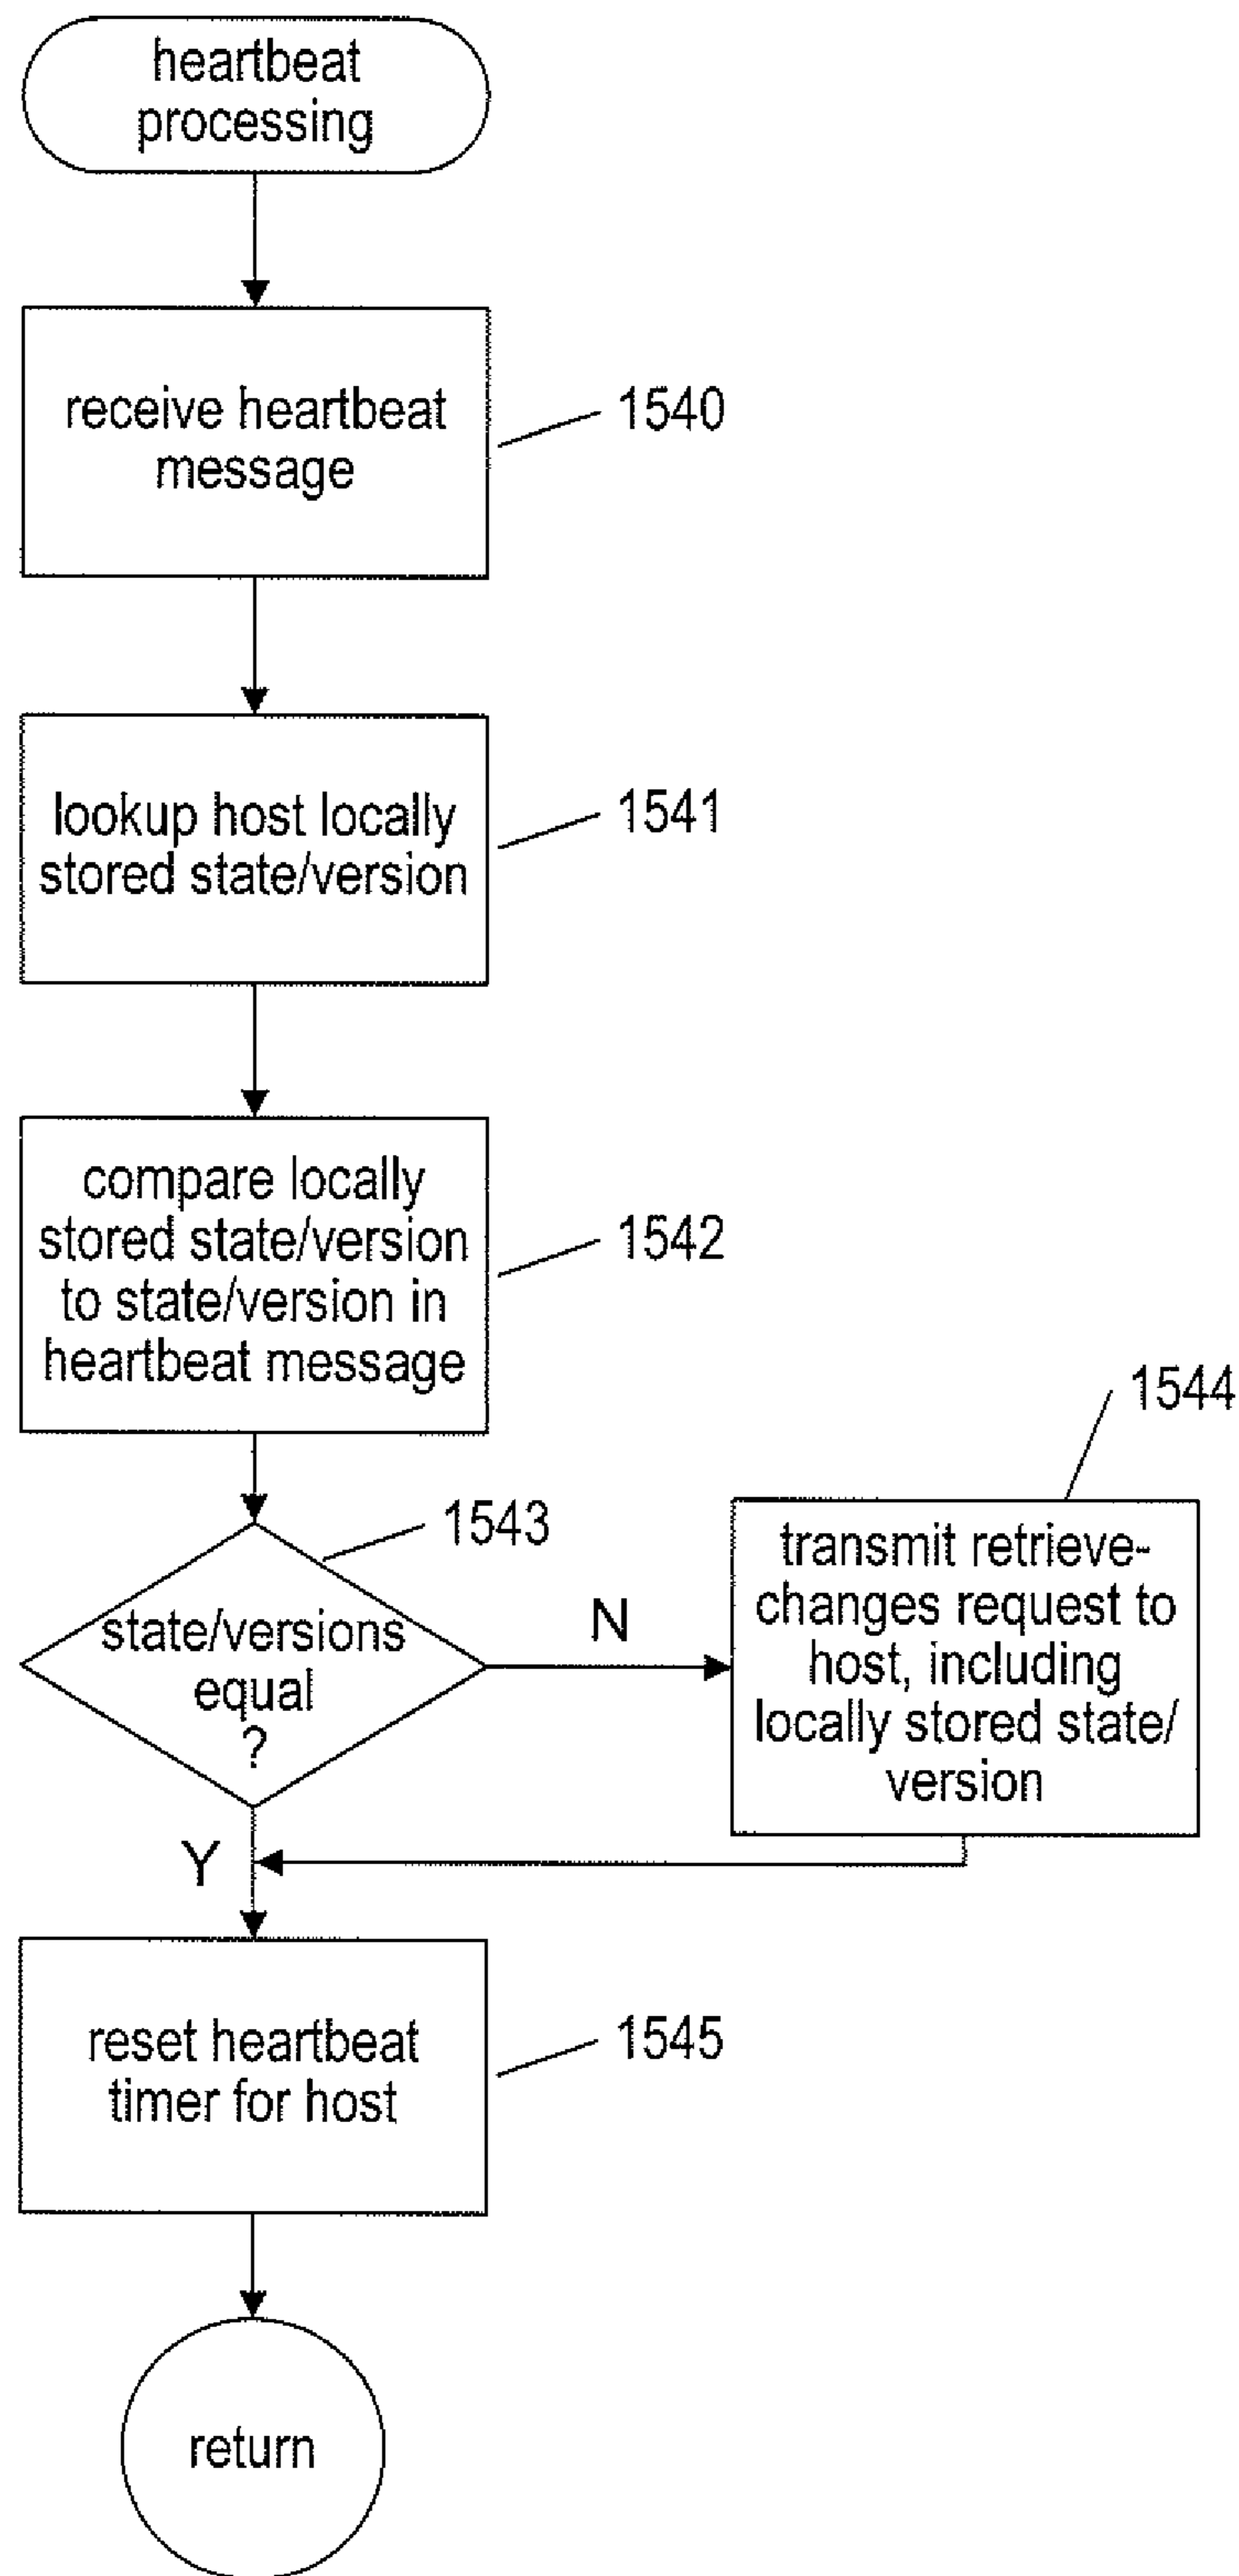 heartbeat
processing
receive heartbeat
message
1540
lookup host locally
stored state/version
1541
compare locally
stored state/version
to state/version in
heartbeat message
1542
1543
state/versions
equal
?
N
Y
1544
transmit retrieve-
changes request to
host, including
locally stored state/
version
reset heartbeat
timer for host
1545
return